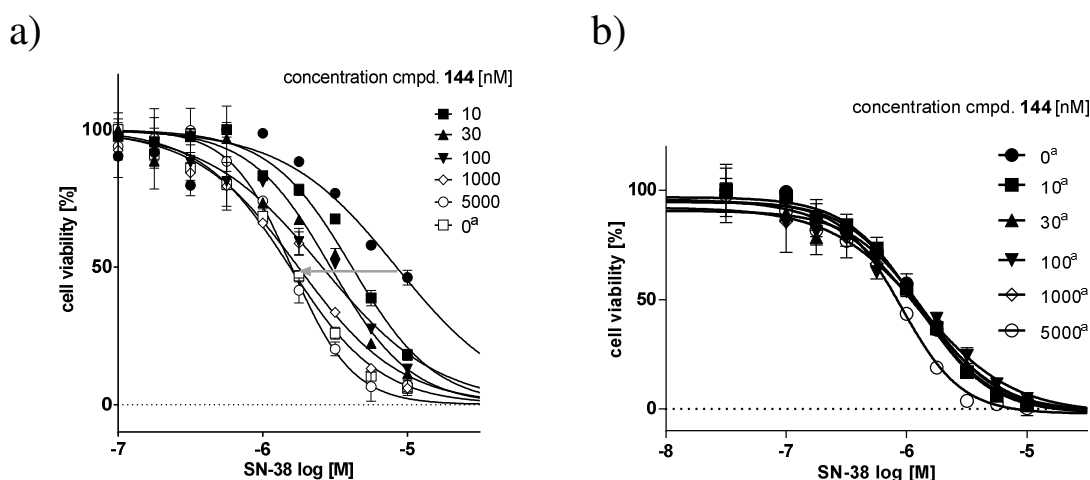 a)
concentration cmpd. 144 [nM]
10
30
100
1000
5000
0ª
100
50
0
cell viability [%]
-7 -6 -5
SN-38 log [M]
b)
concentration cmpd. 144 [nM]
0ª
10ª
30ª
100ª
1000ª
5000ª
100
50
0
cell viability [%]
-8 -7 -6 -5
SN-38 log [M]